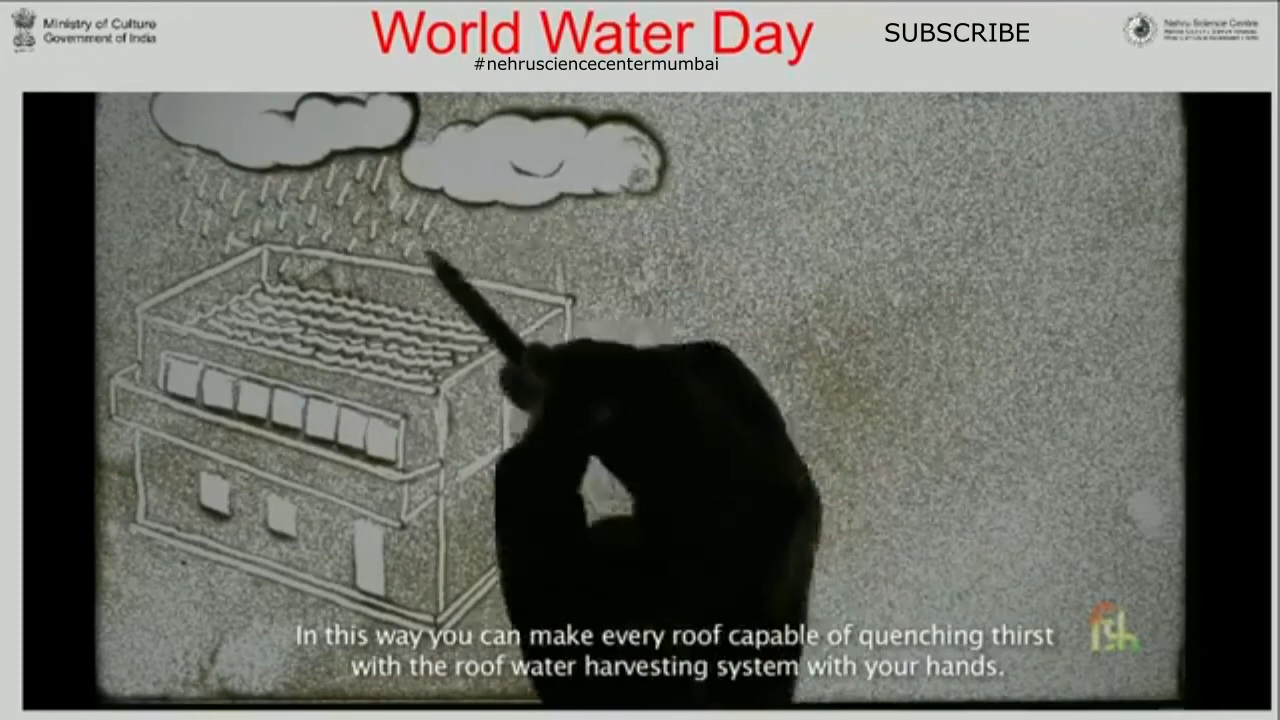 Ministry of Culture
Government of India
World Water Day
#nehrusciencecentermumbai
SUBSCRIBE
Nehru Science Centre
In this way you can make every roof capable of quenching thirst
with the roof water harvesting system with your hands.